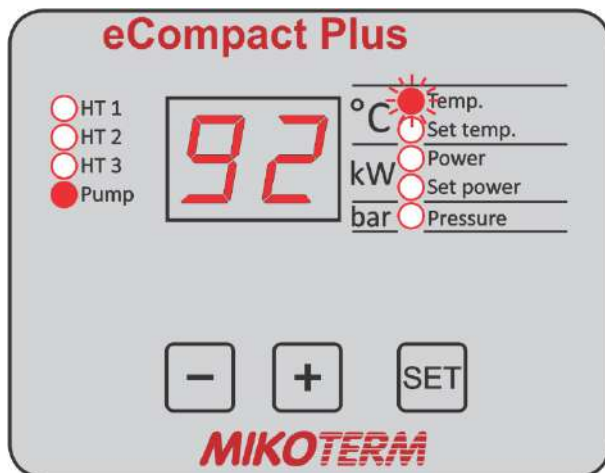 eCompact Plus
HT 1
HT 2
HT 3
Pump
92
°C
Temp.
Set temp.
kW
Power
Set power
bar
Pressure
- + SET
MIKOTERM